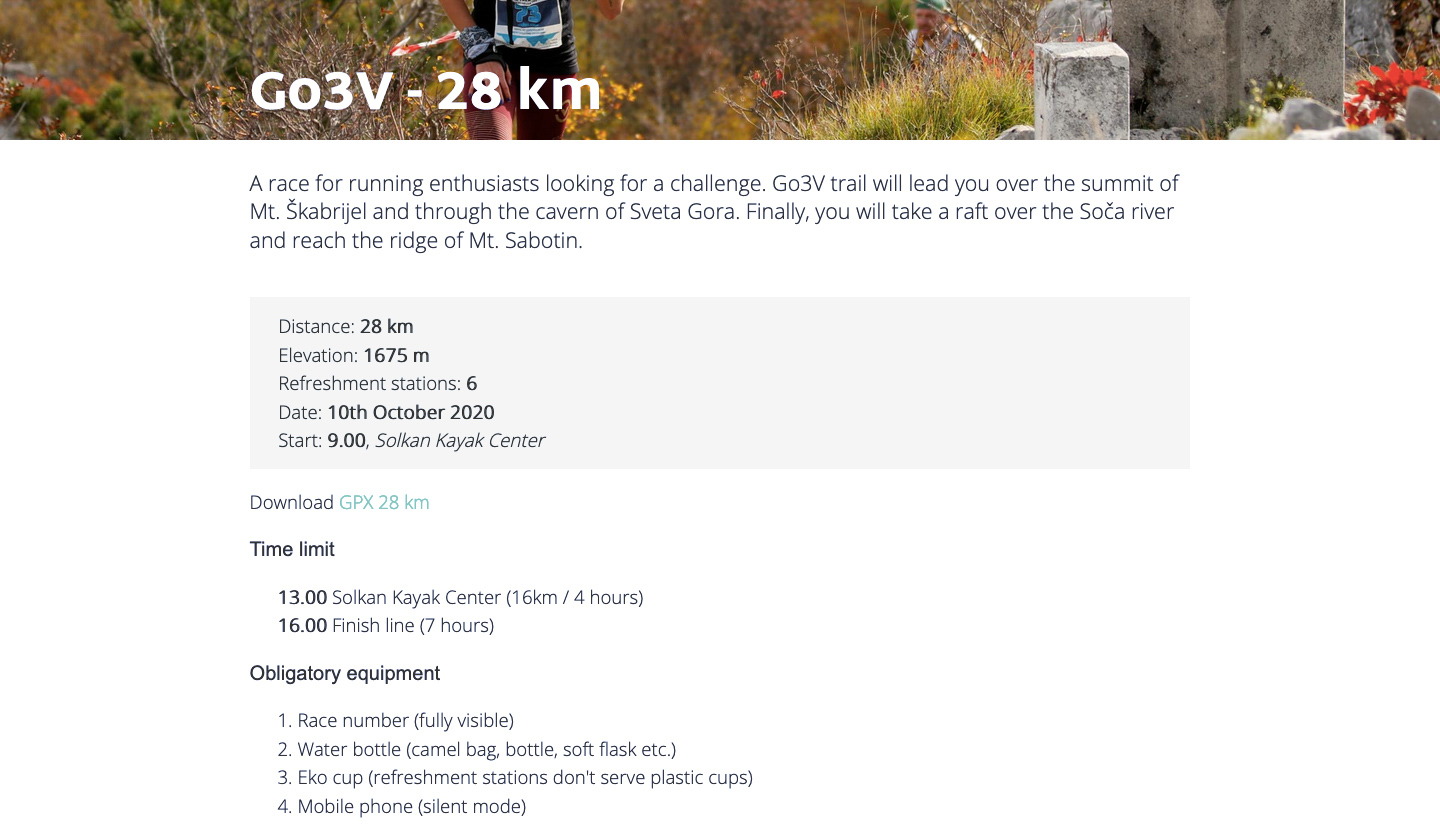 73
Go3V - 28 km
A race for running enthusiasts looking for a challenge. Go3V trail will lead you over the summit of
Mt. Škabrijel and through the cavern of Sveta Gora. Finally, you will take a raft over the Soča river
and reach the ridge of Mt. Sabotin.
Distance: 28 km
Elevation: 1675 m
Refreshment stations: 6
Date: 10th October 2020
Start: 9.00, Solkan Kayak Center
Download GPX 28 km
Time limit
13.00 Solkan Kayak Center (16km / 4 hours)
16.00 Finish line (7 hours)
Obligatory equipment
1. Race number (fully visible)
2. Water bottle (camel bag, bottle, soft flask etc.)
3. Eko cup (refreshment stations don't serve plastic cups)
4. Mobile phone (silent mode)